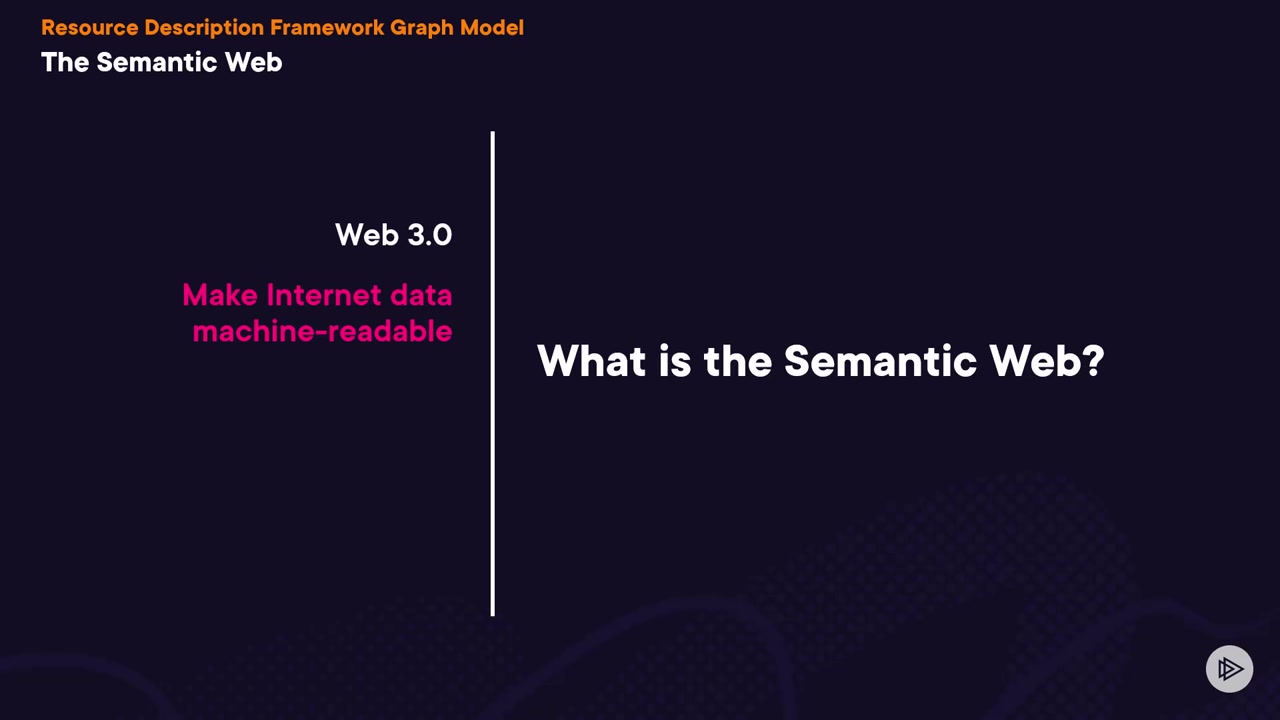 Resource Description Framework Graph Model
The Semantic Web
Web 3.0
Make Internet data
machine-readable
What is the Semantic Web?